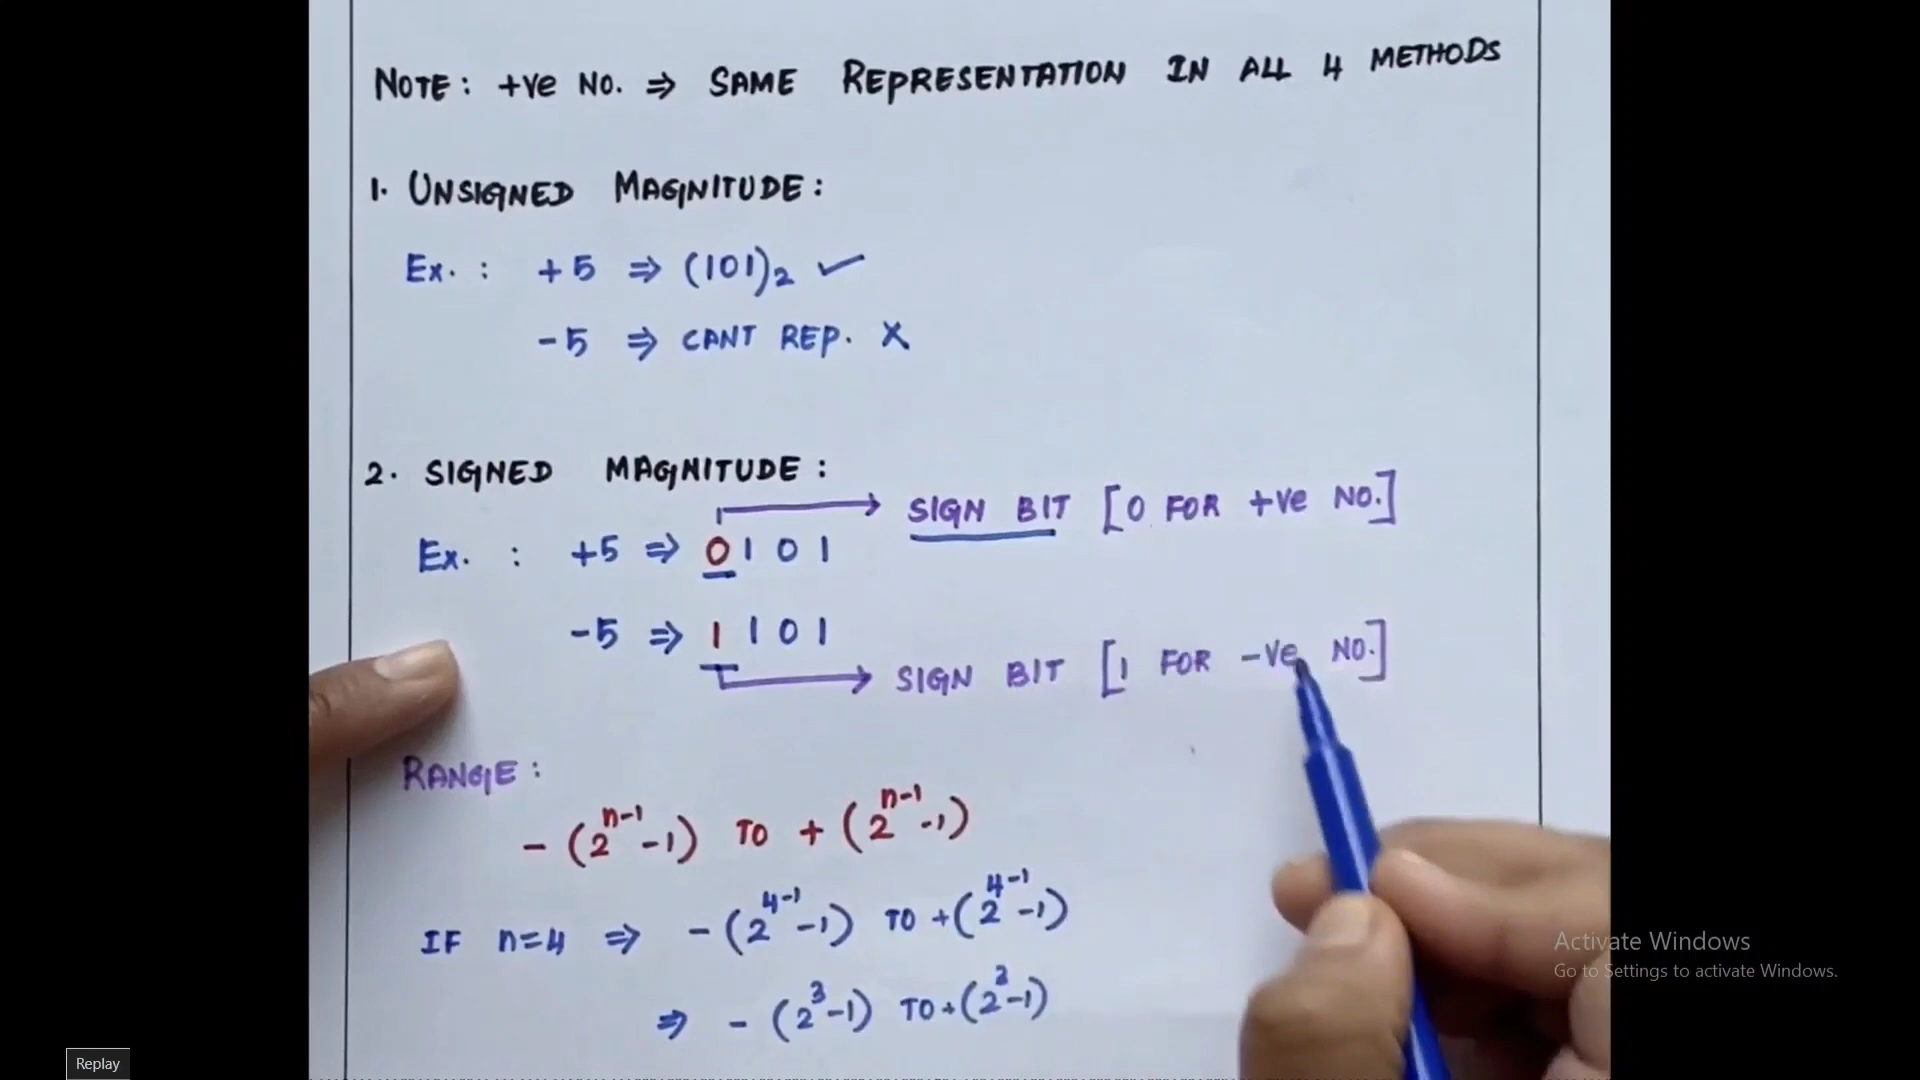 NOTE: +ve NO. ⇒ SAME REPRESENTATION IN ALL 4 METHODS
1. UNSIGNED MAGNITUDE:
Ex. : +5 ⇒ (101)₂ ✓
-5 ⇒ CANT REP. X
2. SIGNED MAGNITUDE:
SIGN BIT [0 FOR +ve NO.]
Ex. : +5 ⇒ 0101
-5 ⇒ 1101
SIGN BIT [1 FOR -ve NO.]
RANGE:
-(2^(n-1) -1) TO +(2^(n-1) -1)
IF n=4 ⇒ -(2^(4-1) -1) TO +(2^(4-1) -1)
⇒ -(2^3 -1) TO +(2^3 -1)
Activate Windows
Go to Settings to activate Windows.
Replay